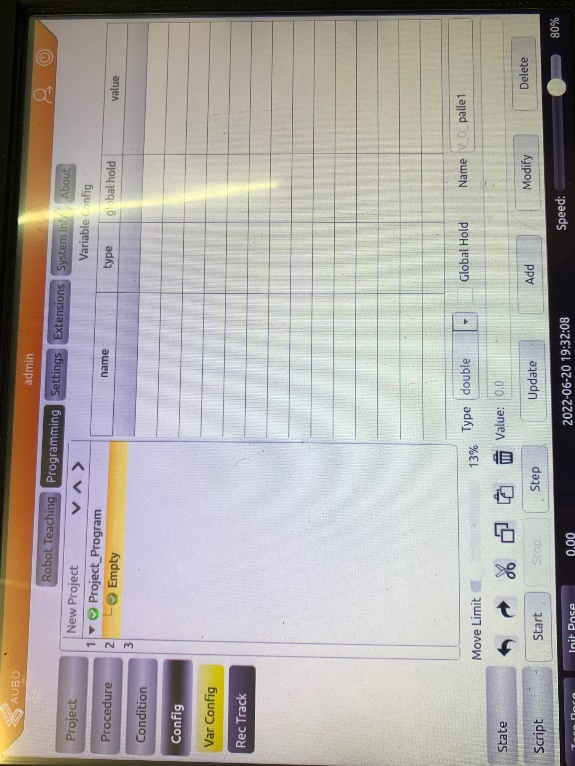 AUBO
admin
Robot Teaching Programming Settings Extensions System Info About
Project
Procedure
Condition
Config
Var Config
Rec Track
New Project
1 Project_Program
2 Empty
3
Variable Config
name type global hold value
Move Limit 13%
Type double Global Hold Name V_D_ palle1
Value: 0.0
State
Script Start Stop Step Update Add Modify Delete
0.00 2022-06-20 19:32:08 Speed: 80%
Init Pose